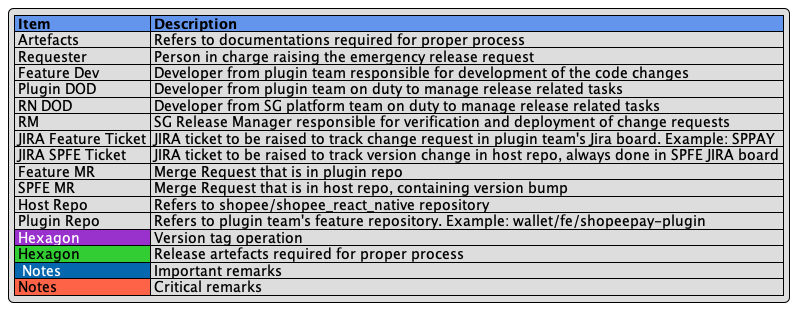 Item Description
Artefacts Refers to documentations required for proper process
Requester Person in charge raising the emergency release request
Feature Dev Developer from plugin team responsible for development of the code changes
Plugin DOD Developer from plugin team on duty to manage release related tasks
RN DOD Developer from SG platform team on duty to manage release related tasks
RM SG Release Manager responsible for verification and deployment of change requests
JIRA Feature Ticket JIRA ticket to be raised to track change request in plugin team's Jira board. Example: SPPAY
JIRA SPFE Ticket JIRA ticket to be raised to track version change in host repo, always done in SPFE JIRA board
Feature MR Merge Request that is in plugin repo
SPFE MR Merge Request that is in host repo, containing version bump
Host Repo Refers to shopee/shopee_react_native repository
Plugin Repo Refers to plugin team's feature repository. Example: wallet/fe/shopeepay-plugin
Hexagon Version tag operation
Hexagon Release artefacts required for proper process
Notes Important remarks
Notes Critical remarks